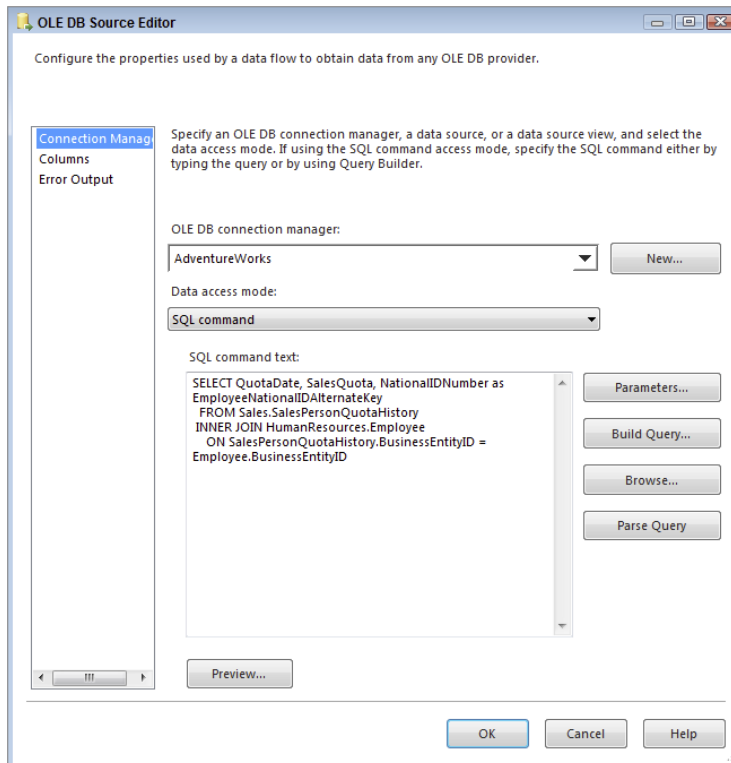 OLE DB Source Editor
Configure the properties used by a data flow to obtain data from any OLE DB provider.
Connection Manag
Columns
Error Output
Specify an OLE DB connection manager, a data source, or a data source view, and select the
data access mode. If using the SQL command access mode, specify the SQL command either by
typing the query or by using Query Builder.
OLE DB connection manager:
AdventureWorks
New...
Data access mode:
SQL command
SQL command text:
SELECT QuotaDate, SalesQuota, NationalIDNumber as
EmployeeNationalIDAlternateKey
FROM Sales.SalesPersonQuotaHistory
INNER JOIN HumanResources.Employee
ON SalesPersonQuotaHistory.BusinessEntityID =
Employee.BusinessEntityID
Parameters...
Build Query...
Browse...
Parse Query
Preview...
OK
Cancel
Help